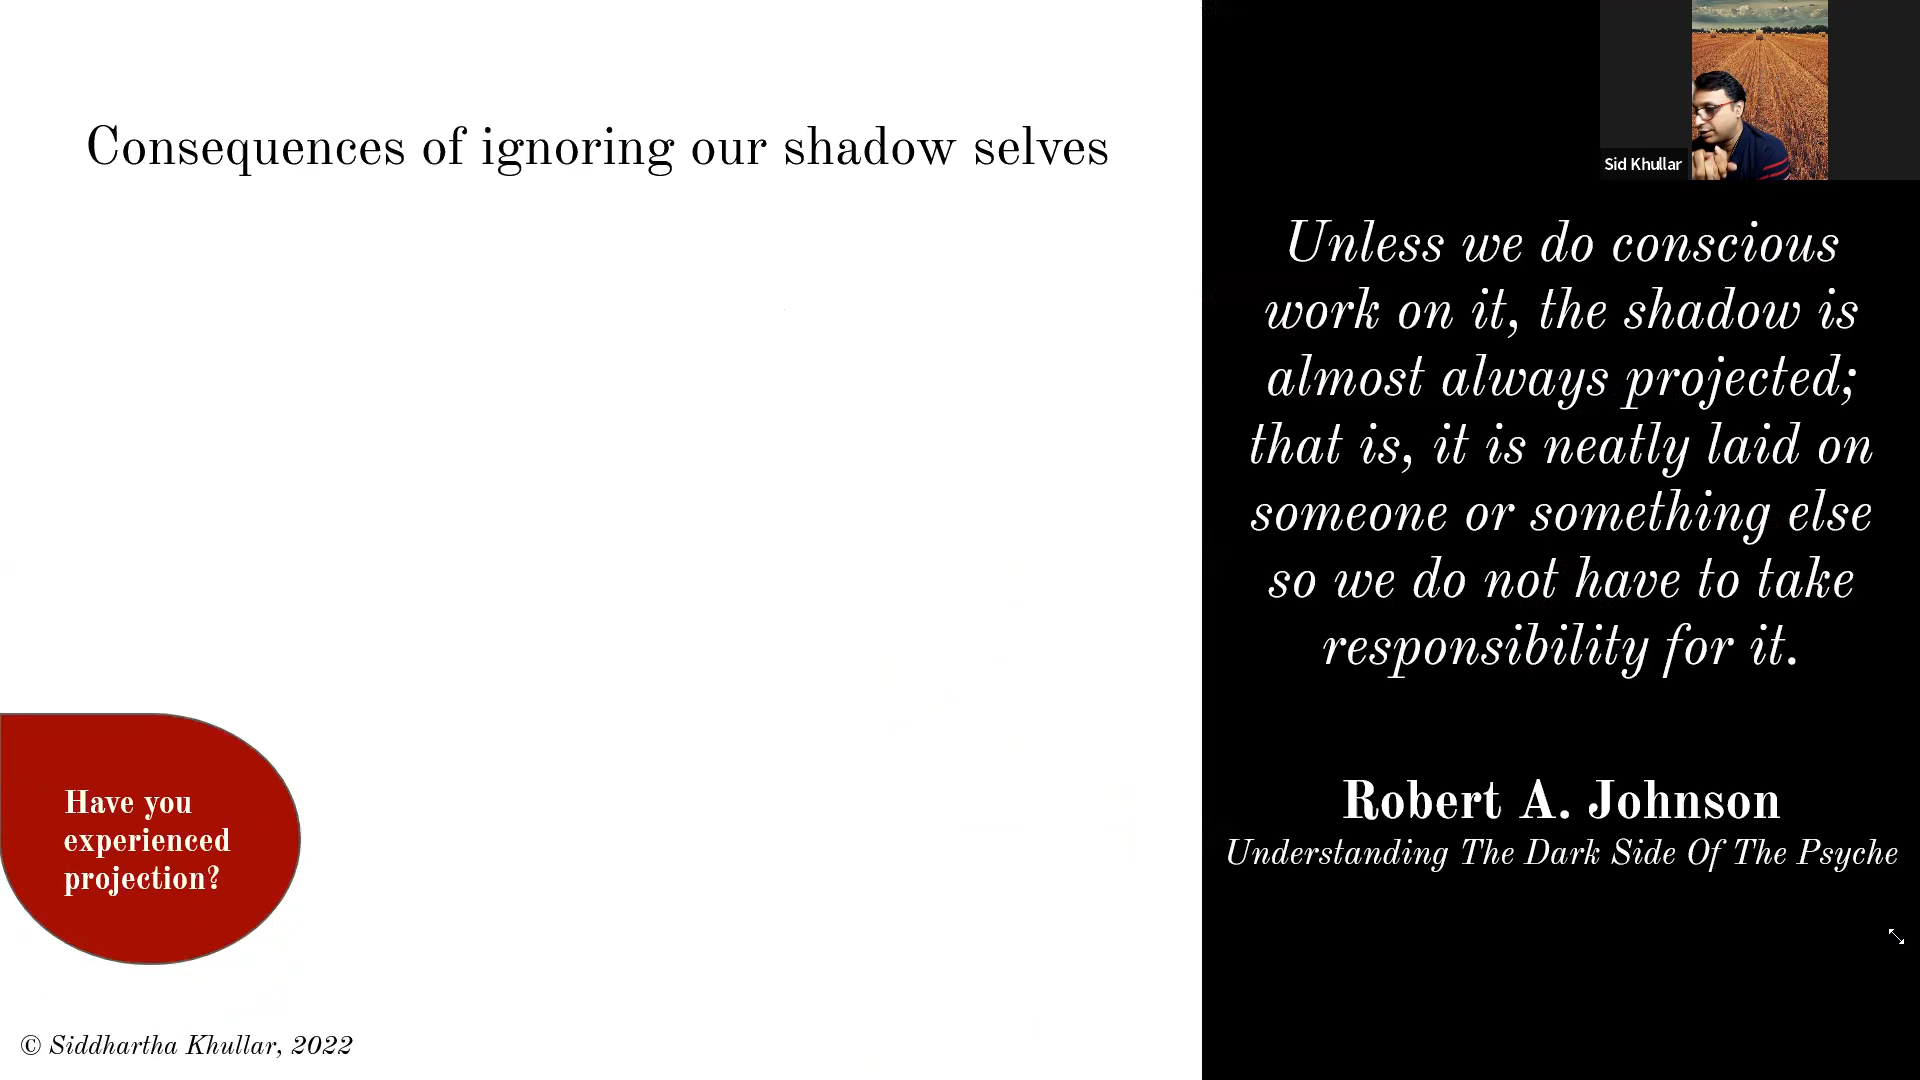 Consequences of ignoring our shadow selves
Have you
experienced
projection?
© Siddhartha Khullar, 2022
Sid Khullar
Unless we do conscious
work on it, the shadow is
almost always projected;
that is, it is neatly laid on
someone or something else
so we do not have to take
responsibility for it.
Robert A. Johnson
Understanding The Dark Side Of The Psyche